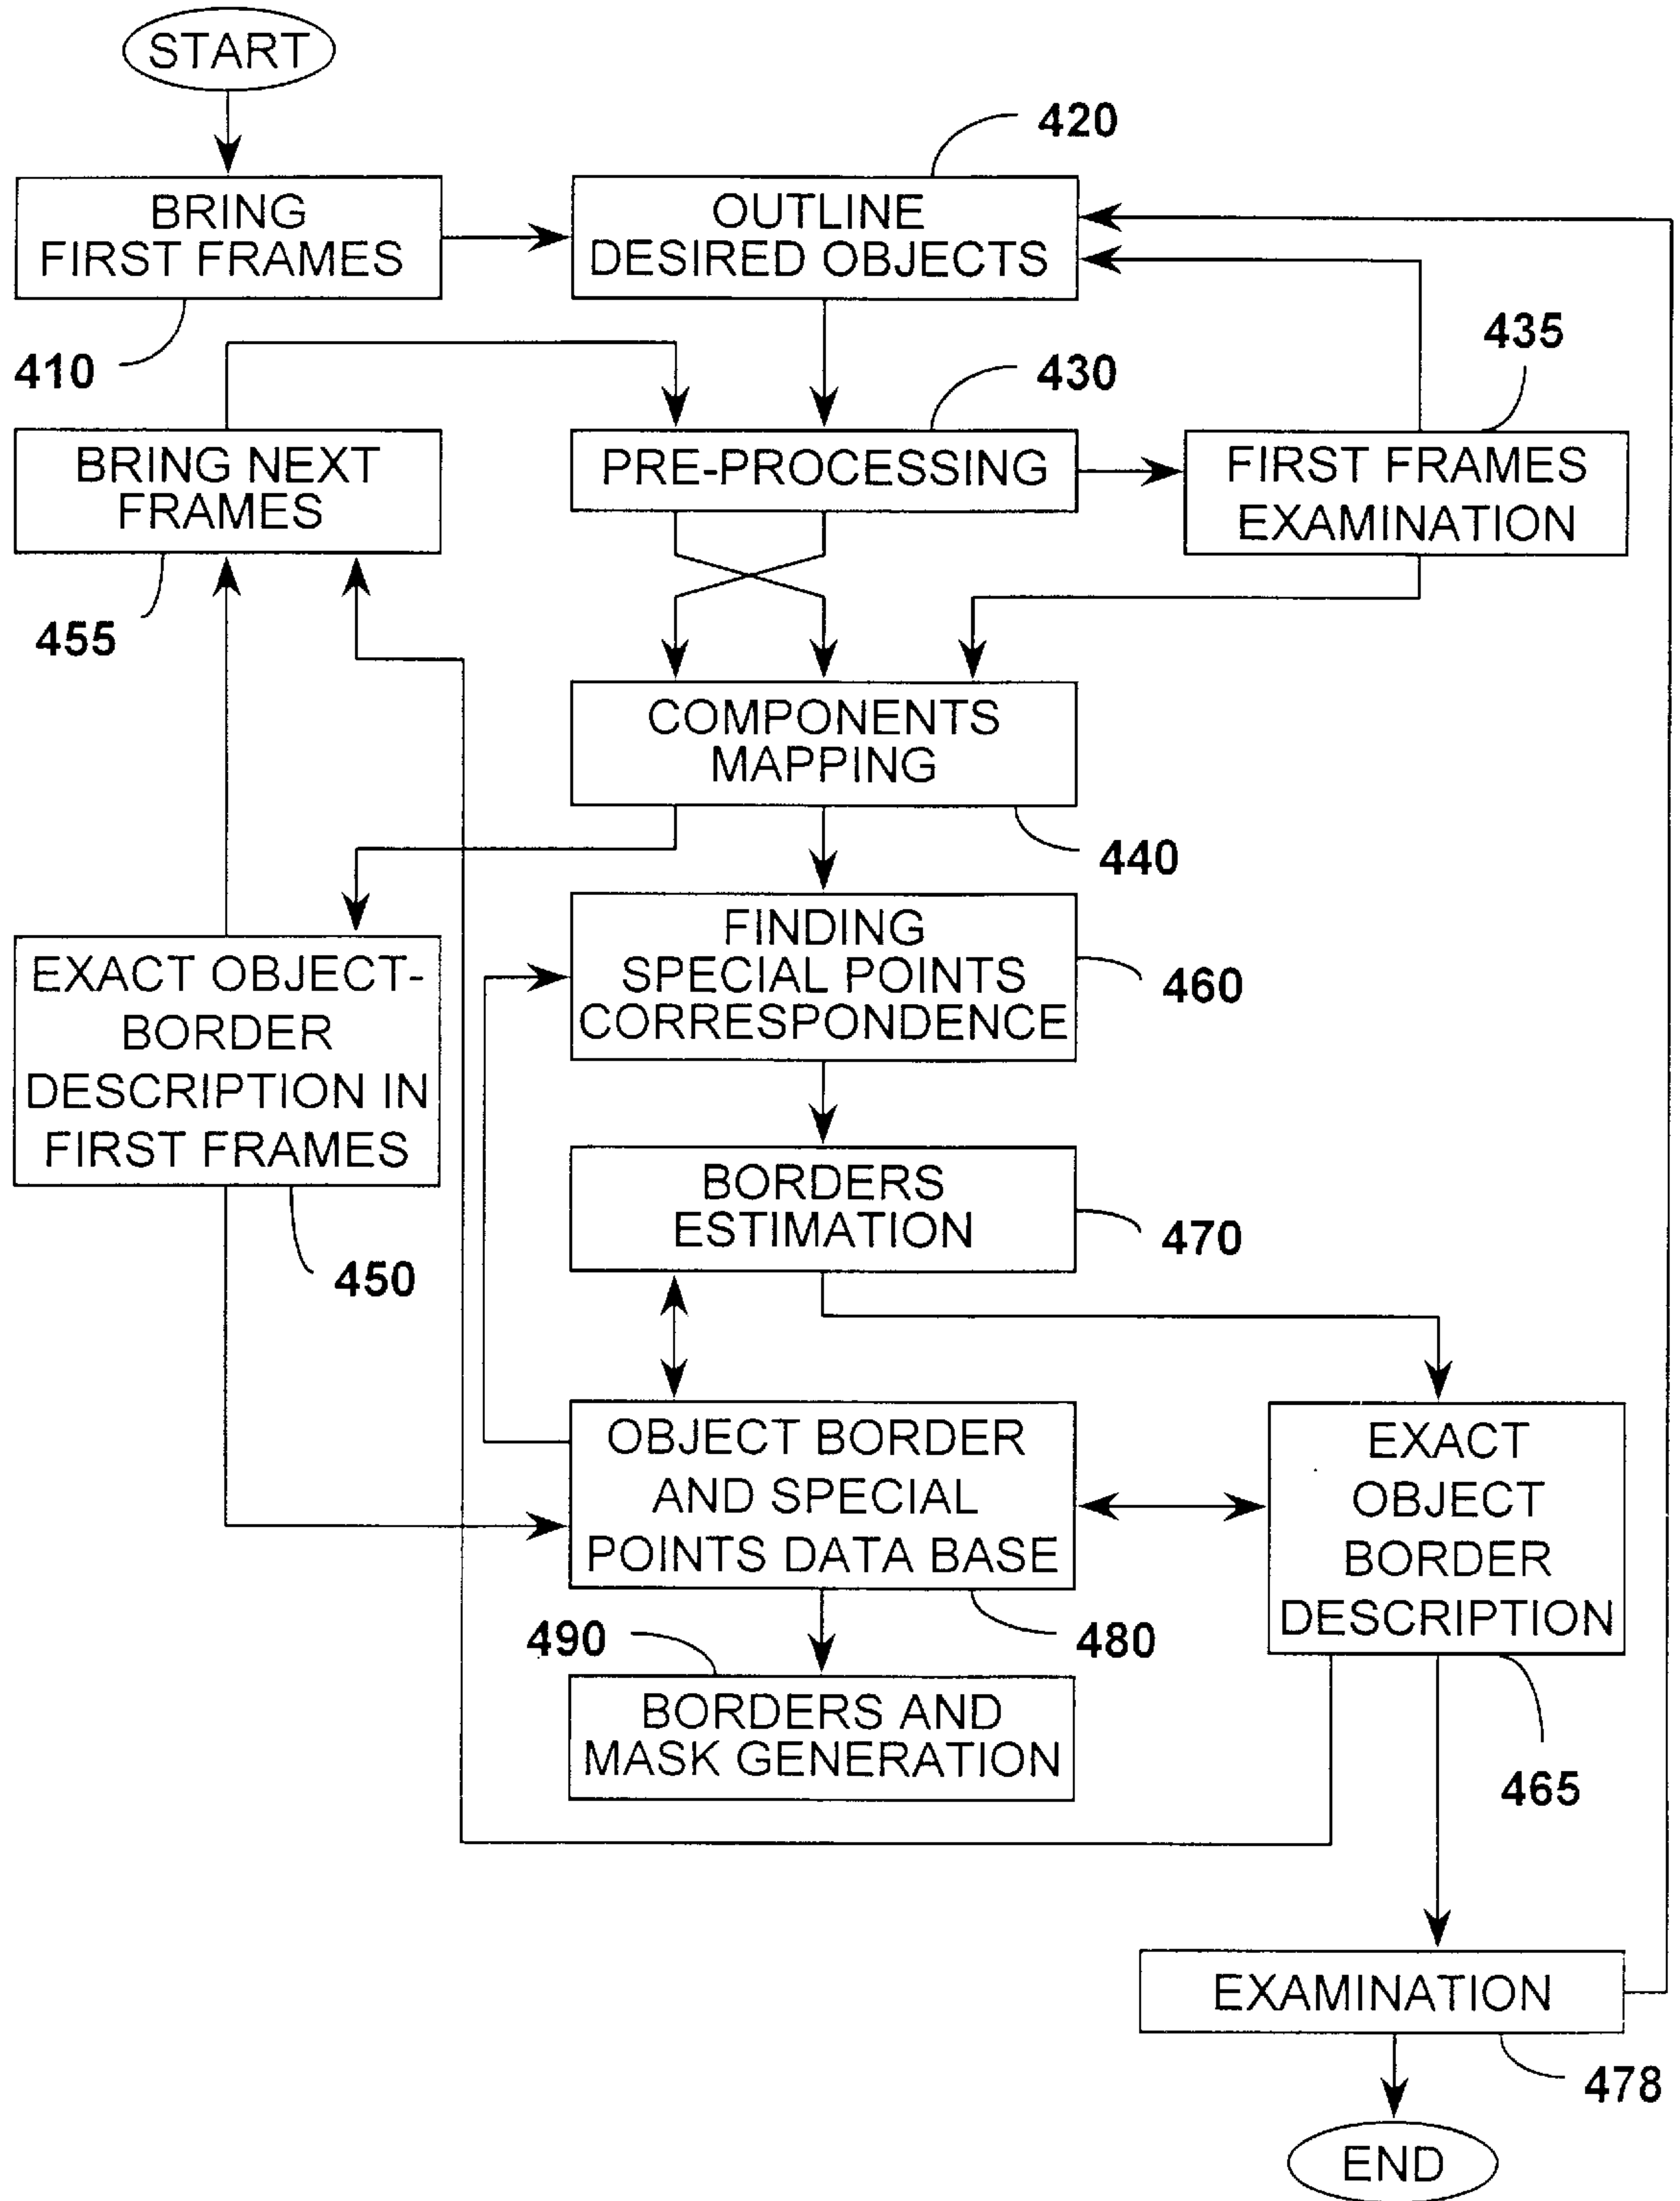 START
420
BRING
FIRST FRAMES
OUTLINE
DESIRED OBJECTS
410
435
430
BRING NEXT
FRAMES
PRE-PROCESSING
FIRST FRAMES
EXAMINATION
455
COMPONENTS
MAPPING
440
EXACT OBJECT-
BORDER
DESCRIPTION IN
FIRST FRAMES
FINDING
SPECIAL POINTS
CORRESPONDENCE
460
450
BORDERS
ESTIMATION
470
OBJECT BORDER
AND SPECIAL
POINTS DATA BASE
EXACT
OBJECT
BORDER
DESCRIPTION
490
480
BORDERS AND
MASK GENERATION
465
EXAMINATION
478
END